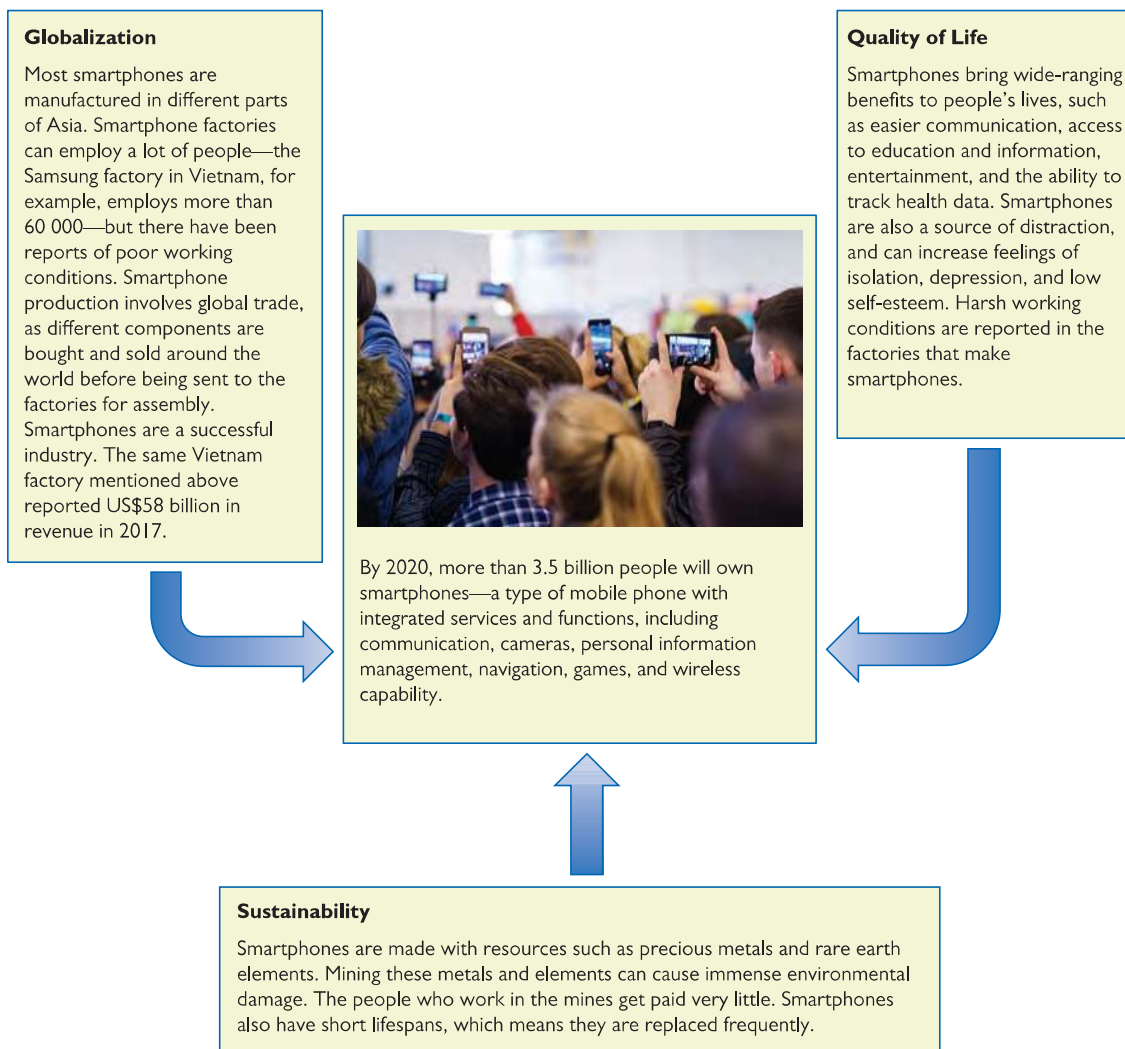 Globalization
Most smartphones are
manufactured in different parts
of Asia. Smartphone factories
can employ a lot of people—the
Samsung factory in Vietnam, for
example, employs more than
60 000—but there have been
reports of poor working
conditions. Smartphone
production involves global trade,
as different components are
bought and sold around the
world before being sent to the
factories for assembly.
Smartphones are a successful
industry. The same Vietnam
factory mentioned above
reported US$58 billion in
revenue in 2017.
Quality of Life
Smartphones bring wide-ranging
benefits to people’s lives, such
as easier communication, access
to education and information,
entertainment, and the ability to
track health data. Smartphones
are also a source of distraction,
and can increase feelings of
isolation, depression, and low
self-esteem. Harsh working
conditions are reported in the
factories that make
smartphones.
By 2020, more than 3.5 billion people will own
smartphones—a type of mobile phone with
integrated services and functions, including
communication, cameras, personal information
management, navigation, games, and wireless
capability.
Sustainability
Smartphones are made with resources such as precious metals and rare earth
elements. Mining these metals and elements can cause immense environmental
damage. The people who work in the mines get paid very little. Smartphones
also have short lifespans, which means they are replaced frequently.